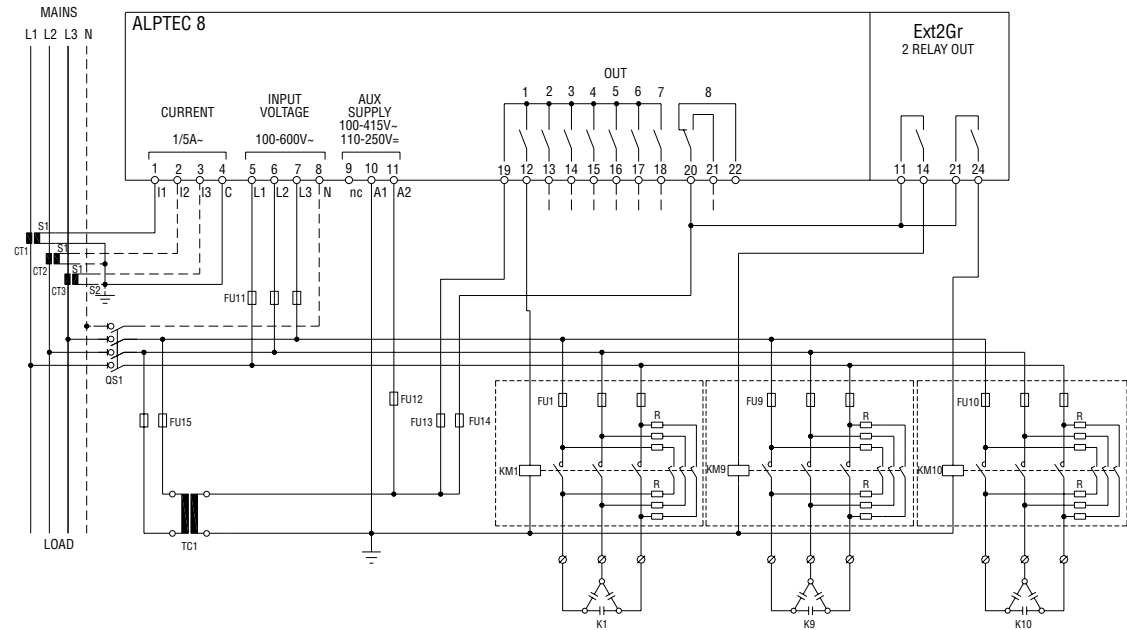 MAINS
L1 L2 L3 N
ALPTEC 8
Ext2Gr
2 RELAY OUT
OUT
1 2 3 4 5 6 7 8
CURRENT
1/5A~
INPUT
VOLTAGE
100-600V~
AUX
SUPPLY
100-415V~
110-250V=
1 2 3 4 5 6 7 8 9 10 11 19 12 13 14 15 16 17 18 20 21 22 11 14 21 24
I1 I2 I3 C L1 L2 L3 N nc A1 A2
S1
CT1
S1
CT2
S1
CT3
S2
FU11
QS1
FU15
FU12
FU13
FU14
FU1
FU9
FU10
R
R
R
KM1
KM9
KM10
R
R
R
LOAD
TC1
K1
K9
K10